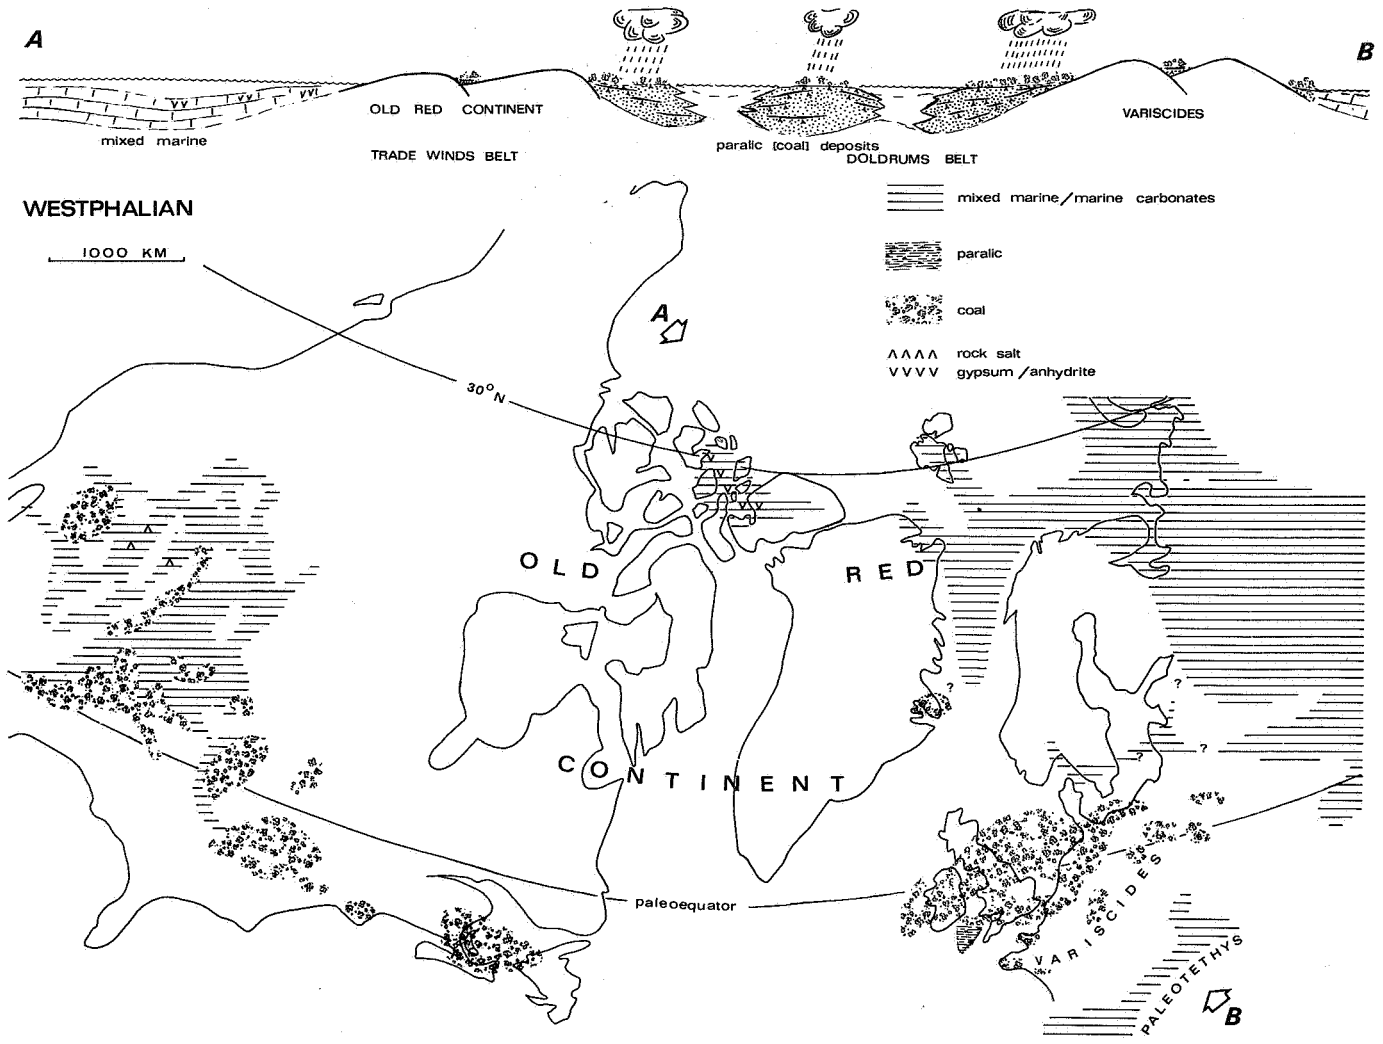 A
B
OLD RED CONTINENT
VARISCIDES
mixed marine
paralic [coal] deposits
TRADE WINDS BELT
DOLDRUMS BELT
WESTPHALIAN
1000 KM
mixed marine/marine carbonates
paralic
coal
∧∧∧∧ rock salt
VVVV gypsum/anhydrite
A
30°N
OLD RED
?
?
?
?
CONTINENT
paleoequator
VARISCIDES
PALEOTETHYS
B